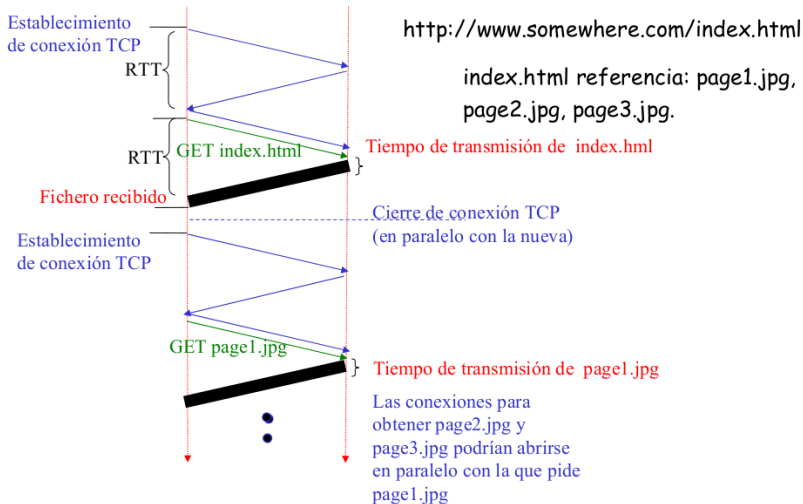 Establecimiento
de conexión TCP
http://www.somewhere.com/index.html
RTT
index.html referencia: page1.jpg,
page2.jpg, page3.jpg.
RTT
GET index.html
Tiempo de transmisión de index.hml
Fichero recibido
Cierre de conexión TCP
(en paralelo con la nueva)
Establecimiento
de conexión TCP
GET page1.jpg
Tiempo de transmisión de page1.jpg
Las conexiones para
obtener page2.jpg y
page3.jpg podrían abrirse
en paralelo con la que pide
page1.jpg